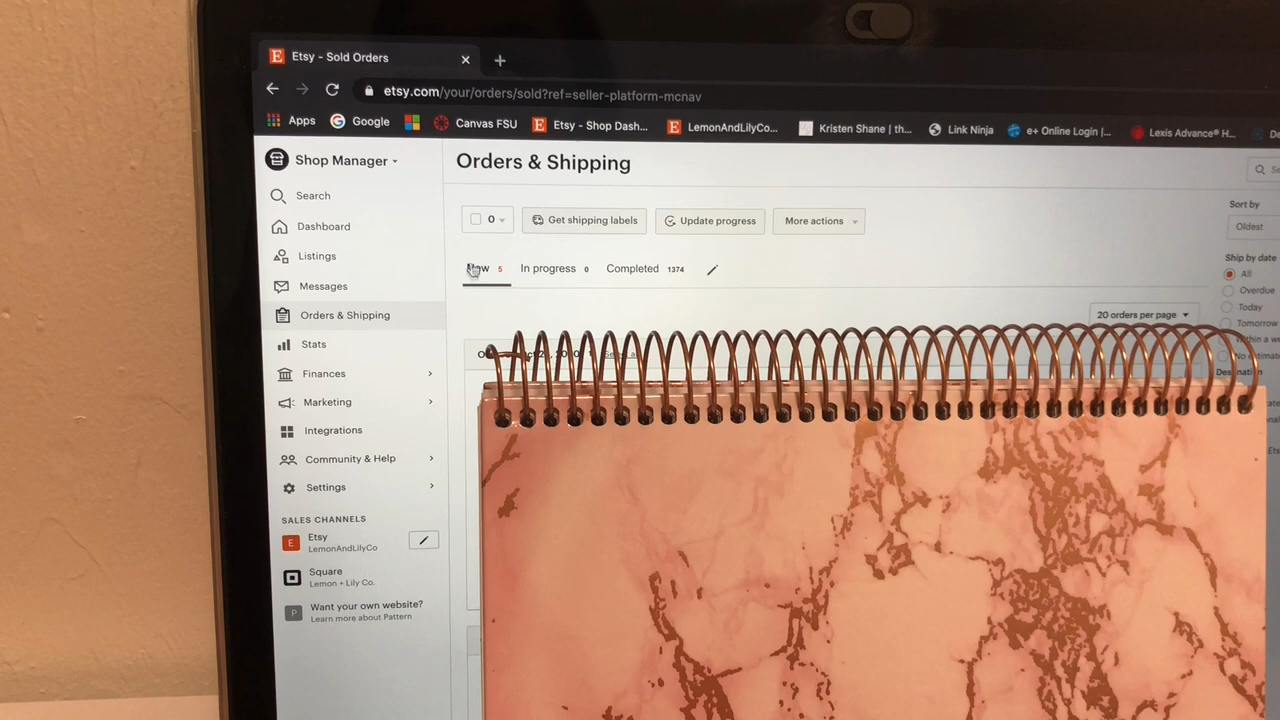 Etsy - Sold Orders
etsy.com/your/orders/sold?ref=seller-platform-mcnav
Apps Google Canvas FSU Etsy - Shop Dash... LemonAndLilyCo... Kristen Shane | th... Link Ninja e+ Online Login |... Lexis Advance® H...
Shop Manager
Search
Dashboard
Listings
Messages
Orders & Shipping
Stats
Finances
Marketing
Integrations
Community & Help
Settings
SALES CHANNELS
Etsy
LemonAndLilyCo
Square
Lemon + Lily Co.
Want your own website?
Learn more about Pattern
Orders & Shipping
0 Get shipping labels Update progress More actions
5 In progress 0 Completed 1374
20 orders per page
Sort by
Oldest
Ship by date
All
Overdue
Today
Tomorrow